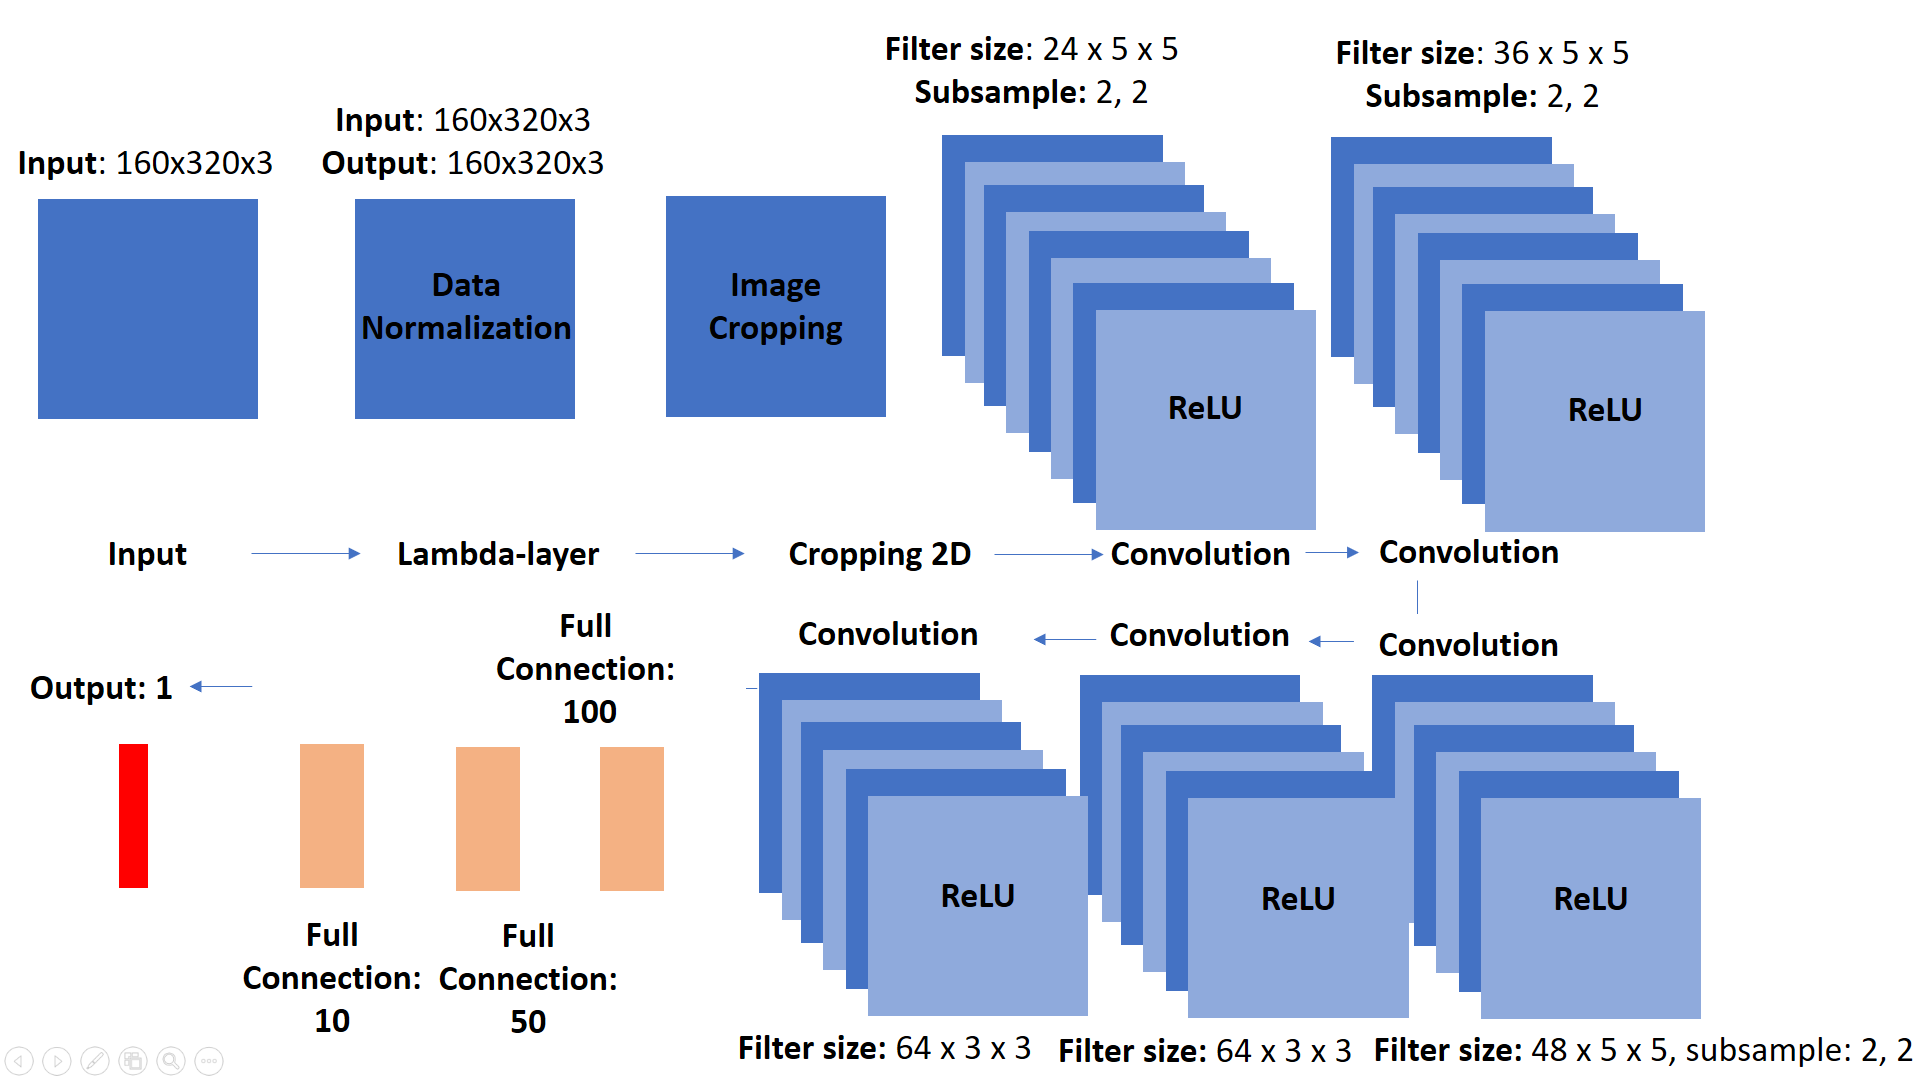 Filter size: 24 x 5 x 5
Subsample: 2, 2
Filter size: 36 x 5 x 5
Subsample: 2, 2
Input: 160x320x3
Input: 160x320x3
Output: 160x320x3
Data
Normalization
Image
Cropping
ReLU
ReLU
Input
Lambda-layer
Cropping 2D
Convolution
Convolution
Convolution
Convolution
Convolution
Full
Connection:
100
Output: 1
ReLU
ReLU
ReLU
Full
Connection:
10
Full
Connection:
50
Filter size: 64 x 3 x 3
Filter size: 64 x 3 x 3
Filter size: 48 x 5 x 5, subsample: 2, 2